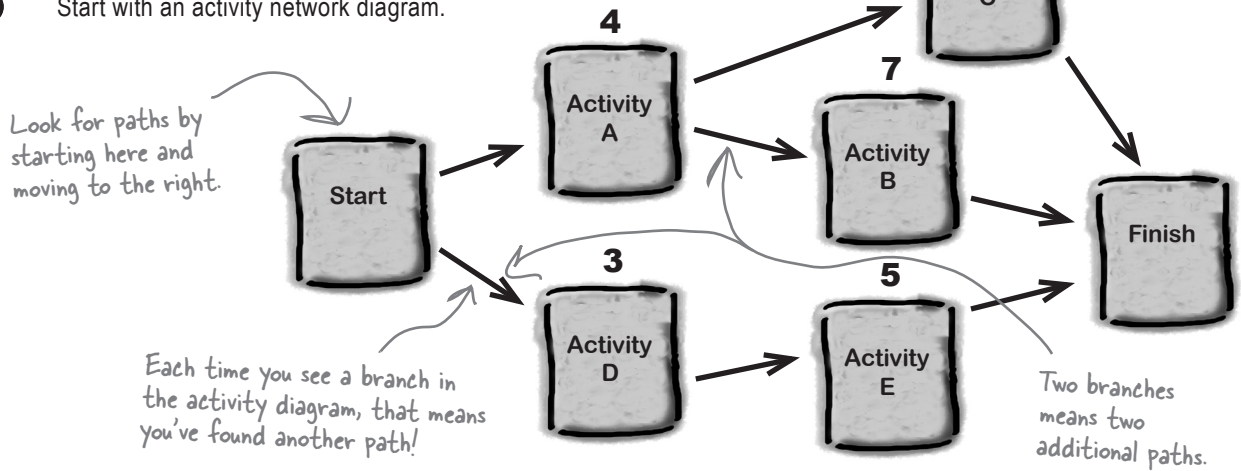 Start with an activity network diagram.
4
7
Look for paths by
starting here and
moving to the right.
Start
Activity
A
Activity
B
Finish
3
5
Activity
D
Activity
E
Each time you see a branch in
the activity diagram, that means
you've found another path!
Two branches
means two
additional paths.